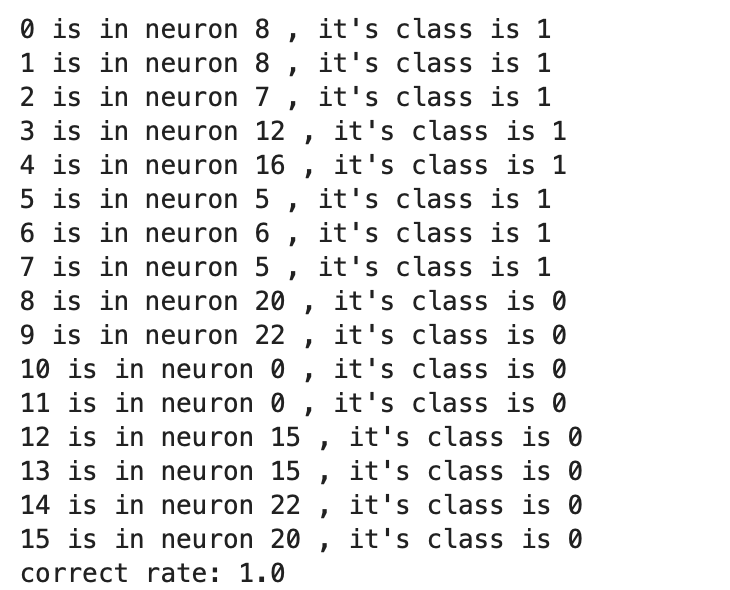 0 is in neuron 8 , it's class is 1
1 is in neuron 8 , it's class is 1
2 is in neuron 7 , it's class is 1
3 is in neuron 12 , it's class is 1
4 is in neuron 16 , it's class is 1
5 is in neuron 5 , it's class is 1
6 is in neuron 6 , it's class is 1
7 is in neuron 5 , it's class is 1
8 is in neuron 20 , it's class is 0
9 is in neuron 22 , it's class is 0
10 is in neuron 0 , it's class is 0
11 is in neuron 0 , it's class is 0
12 is in neuron 15 , it's class is 0
13 is in neuron 15 , it's class is 0
14 is in neuron 22 , it's class is 0
15 is in neuron 20 , it's class is 0
correct rate: 1.0